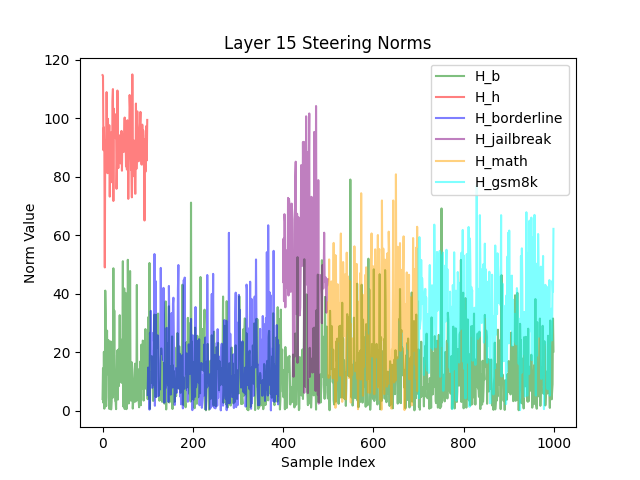 Layer 15 Steering Norms
120
100
80
60
40
20
0
Norm Value
H_b
H_h
H_borderline
H_jailbreak
H_math
H_gsm8k
0
200
400
600
800
1000
Sample Index